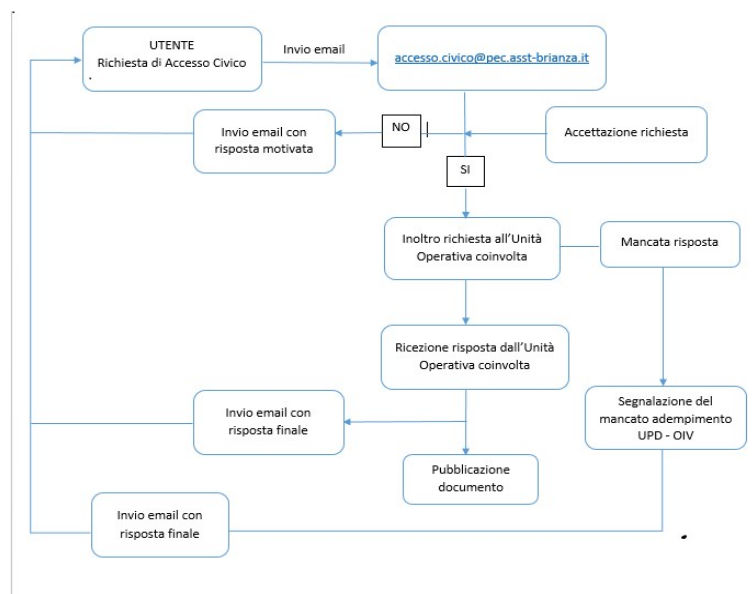 UTENTE
Richiesta di Accesso Civico
Invio email
accesso.civico@pec.asst-brianza.it
Invio email con
risposta motivata
NO
Accettazione richiesta
SI
Inoltro richiesta all'Unità
Operativa coinvolta
Mancata risposta
Ricezione risposta dall'Unità
Operativa coinvolta
Invio email con
risposta finale
Segnalazione del
mancato adempimento
UPD - OIV
Pubblicazione
documento
Invio email con
risposta finale